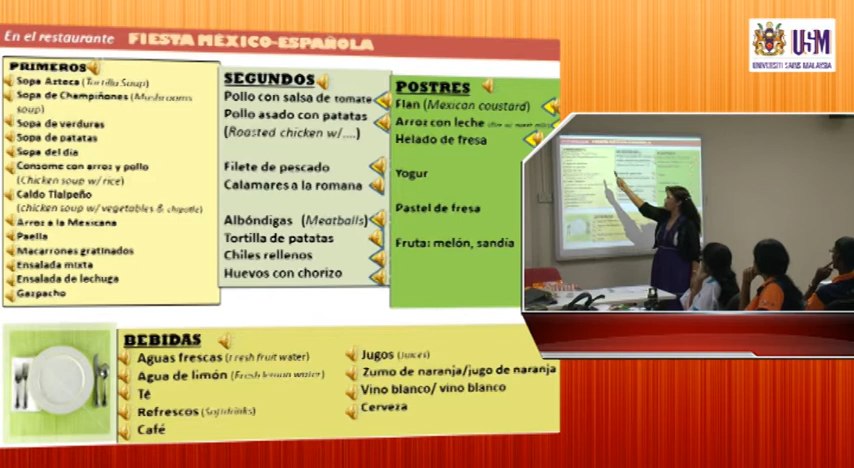 En el restaurante FIESTA MÉXICO-ESPAÑOLA
PRIMEROS
Sopa Azteca (Tortilla Soup)
Sopa de Champiñones (Mushrooms
soup)
Sopa de verduras
Sopa de patatas
Sopa del día
Consome con arroz y pollo
(Chicken soup w/ rice)
Caldo Tlalpeño
(chicken soup w/ vegetables & chipotle)
Arroz a la Mexicana
Paella
Macarrones gratinados
Ensalada mixta
Ensalada de lechuga
Gazpacho
SEGUNDOS
Pollo con salsa de tomate
Pollo asado con patatas
(Roasted chicken w/....)
Filete de pescado
Calamares a la romana
Albóndigas (Meatballs)
Tortilla de patatas
Chiles rellenos
Huevos con chorizo
POSTRES
Flan (Mexican coustard)
Arroz con leche
Helado de fresa
Yogur
Pastel de fresa
Fruta: melón, sandía
BEBIDAS
Aguas frescas (Fresh fruit water)
Agua de limón (Fresh lemon water)
Té
Refrescos (Softdrinks)
Café
Jugos (Juices)
Zumo de naranja/jugo de naranja
Vino blanco/ vino blanco
Cerveza
USM
UNIVERSITI SAINS MALAYSIA